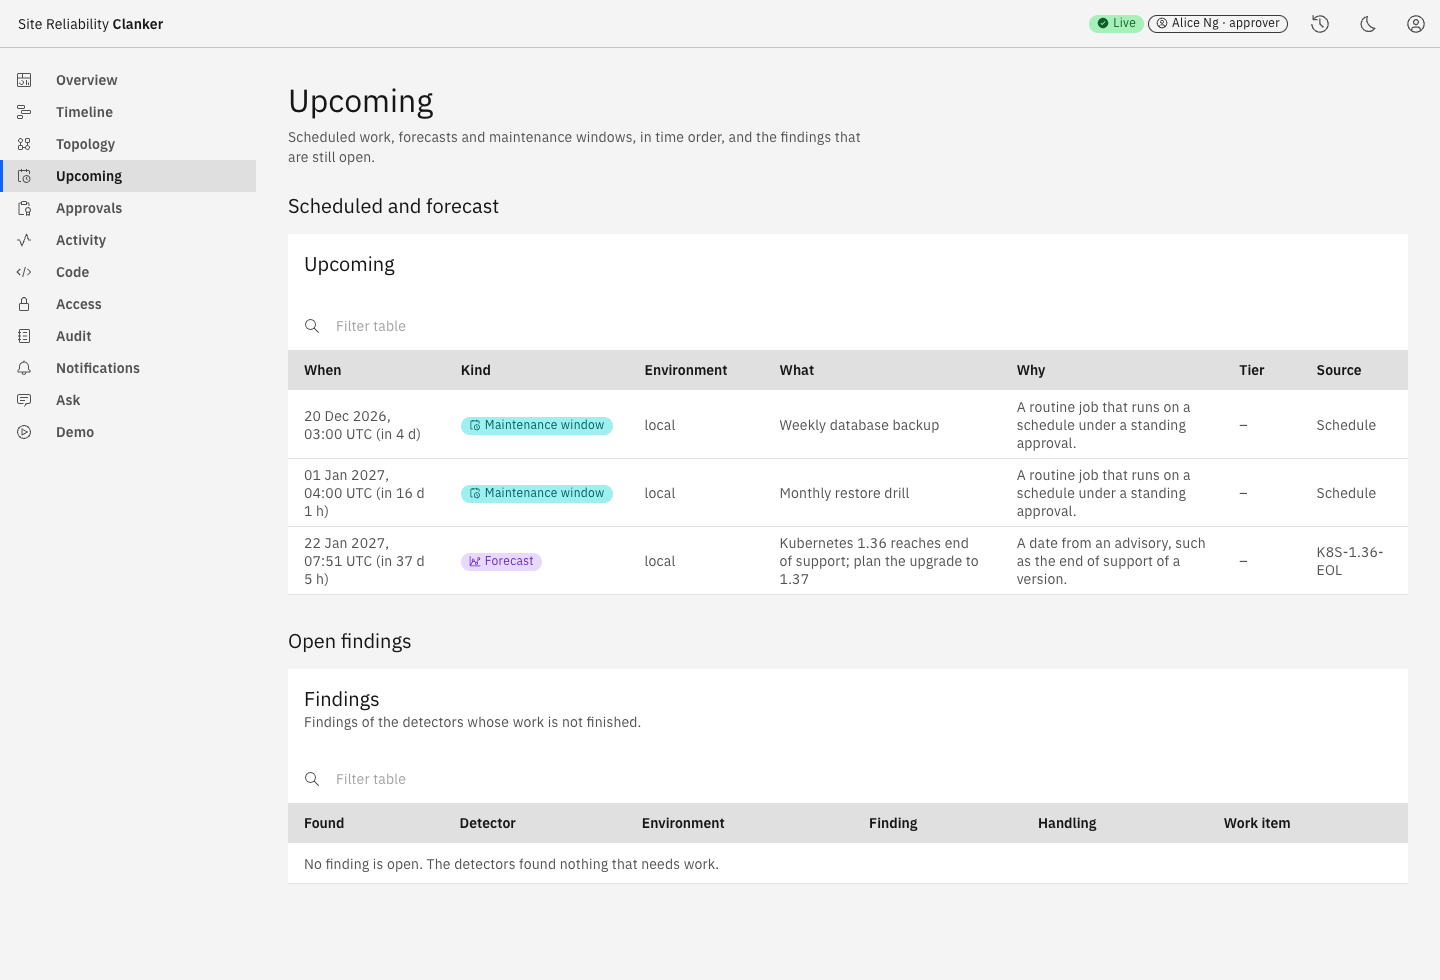 Site Reliability Clanker
Live
Alice Ng · approver
Overview
Timeline
Topology
Upcoming
Approvals
Activity
Code
Access
Audit
Notifications
Ask
Demo
Upcoming
Scheduled work, forecasts and maintenance windows, in time order, and the findings that
are still open.
Scheduled and forecast
Upcoming
Filter table
When Kind Environment What Why Tier Source
20 Dec 2026,
03:00 UTC (in 4 d)
Maintenance window
local
Weekly database backup
A routine job that runs on a
schedule under a standing
approval.
–
Schedule
01 Jan 2027,
04:00 UTC (in 16 d
1 h)
Maintenance window
local
Monthly restore drill
A routine job that runs on a
schedule under a standing
approval.
–
Schedule
22 Jan 2027,
07:51 UTC (in 37 d
5 h)
Forecast
local
Kubernetes 1.36 reaches end
of support; plan the upgrade to
1.37
A date from an advisory, such
as the end of support of a
version.
–
K8S-1.36-
EOL
Open findings
Findings
Findings of the detectors whose work is not finished.
Filter table
Found Detector Environment Finding Handling Work item
No finding is open. The detectors found nothing that needs work.